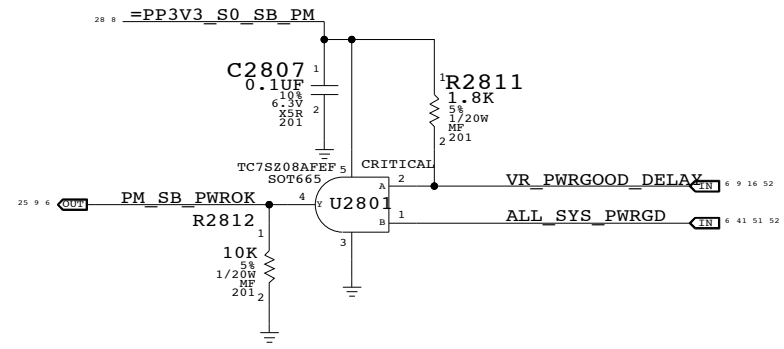 28 8 =PP3V3_S0_SB_PM
C2807 1
0.1UF
10%
6.3V
X5R
201
2
1 R2811
1.8K
5%
1/20W
MF
201
2
TC7SZ08AFEF
SOT665
5 CRITICAL
A 2 VR_PWRGOOD_DELAY IN 6 9 16 52
25 9 6 OUT PM_SB_PWROK 4 Y U2801
B 1 ALL_SYS_PWRGD IN 6 41 51 52
3
R2812
1
10K
5%
1/20W
MF
201
2